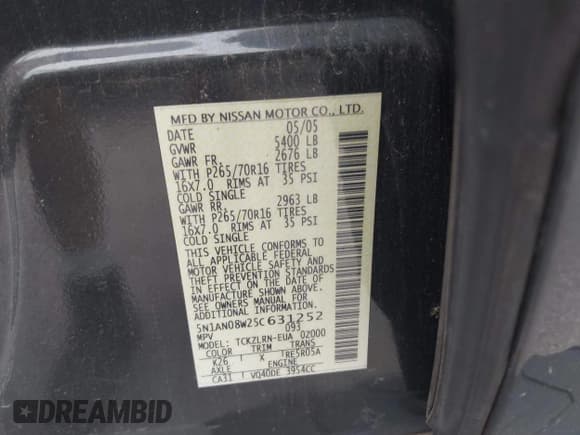 MFD BY NISSAN MOTOR CO., LTD.
DATE 05/05
GVWR 5400 LB
GAWR FR. 2676 LB
WITH P265/70R16 TIRES
16X7.0 RIMS AT 35 PSI
COLD SINGLE
GAWR RR. 2963 LB
WITH P265/70R16 TIRES
16X7.0 RIMS AT 35 PSI
COLD SINGLE
THIS VEHICLE CONFORMS TO
ALL APPLICABLE FEDERAL
MOTOR VEHICLE SAFETY AND
THEFT PREVENTION STANDARDS
IN EFFECT ON THE DATE OF
MANUFACTURE SHOWN ABOVE.
SEE OWNERS MANUAL FOR
ADDITIONAL INFORMATION.
5N1AN08W25C631252
MPV 093
MODEL: TCKZLRN-EUA 02000
COLOR TRIM TRANS
K26 X TRE5R05A
AXLE ENGINE
CA31 VQ40DE 3954CC
DREAMBID